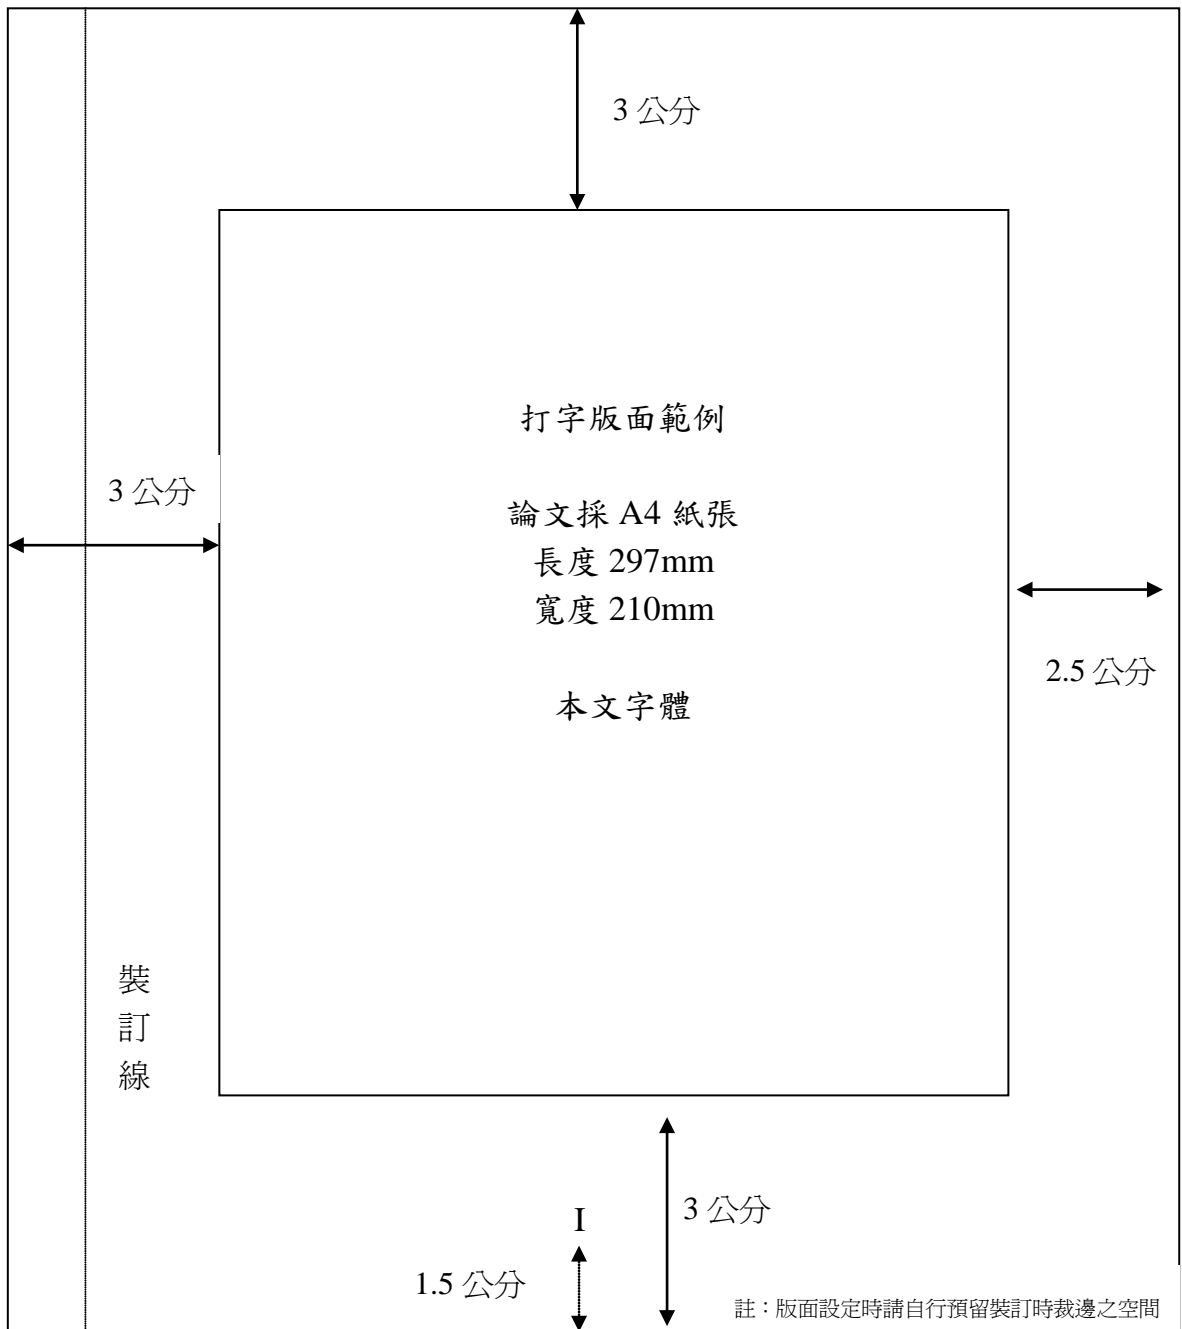 3 公分
打字版面範例
3 公分
論文採 A4 紙張
長度 297mm
寬度 210mm
2.5 公分
本文字體
裝
訂
線
3 公分
I
1.5 公分
註：版面設定時請自行預留裝訂時裁邊之空間